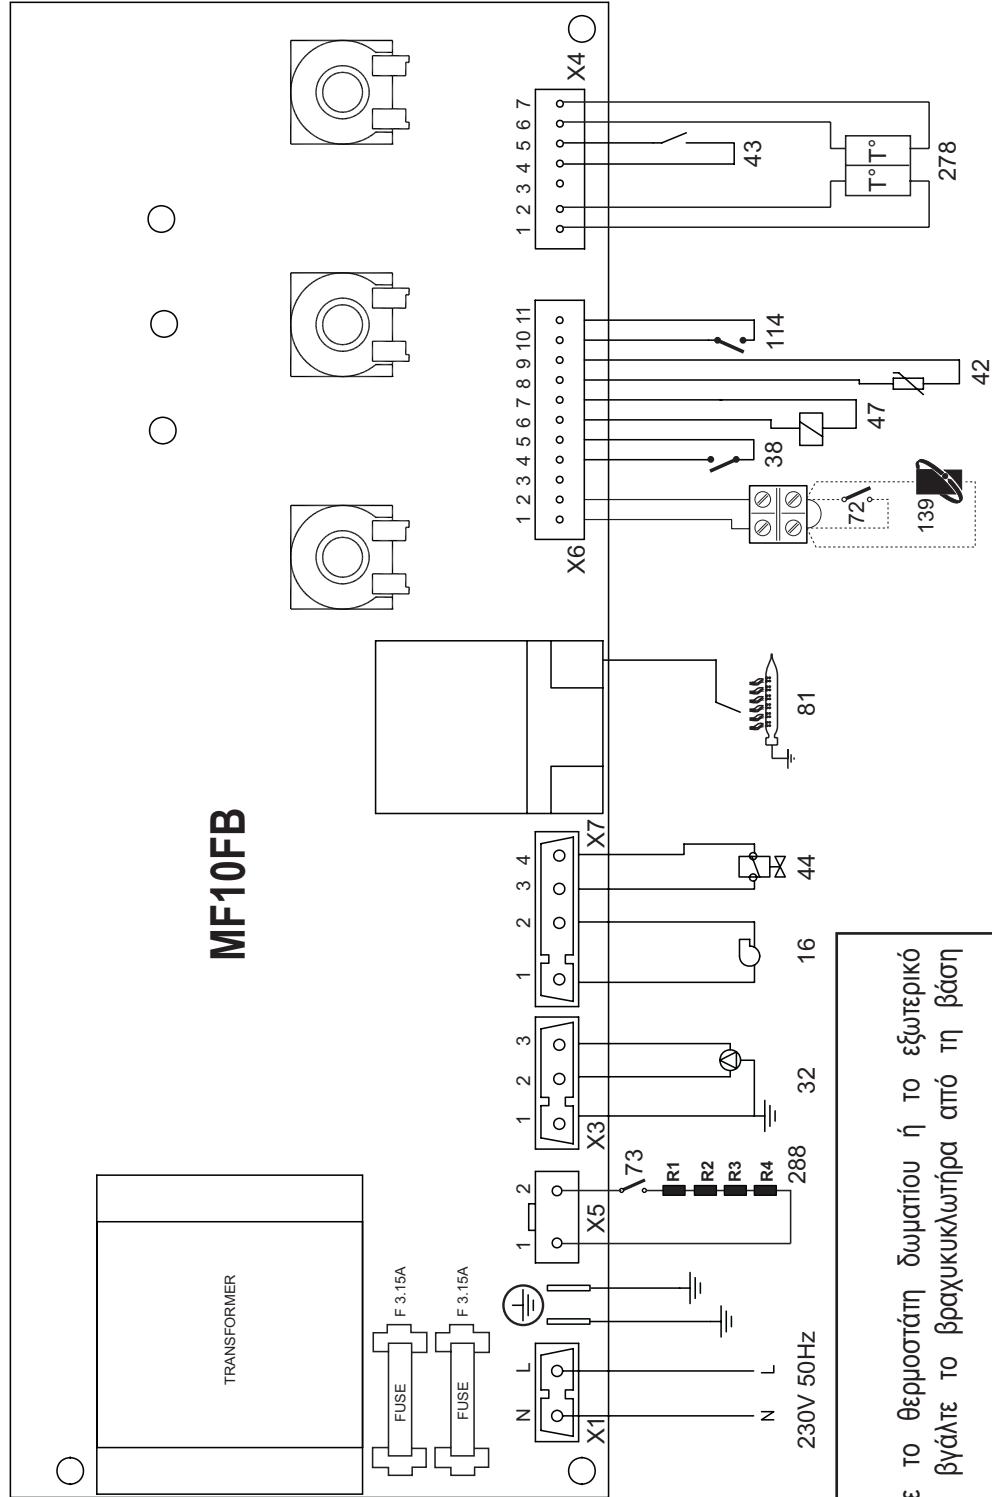 MF10FB
TRANSFORMER
FUSE F 3.15A
FUSE F 3.15A
N L
1 2
1 2 3
1 2 3 4
1 2 3 4 5 6 7 8 9 10 11
1 2 3 4 5 6 7
X1
X5
X3
X7
X6
X4
N L
230V 50Hz
73
R1
R2
R3
R4
288
32
16
44
81
72
139
38
47
42
114
43
T° T°
278
το θερμοστάτη δωματίου ή το εξωτερικό
βγάλτε το βραχυκυκλωτήρα από τη βάση